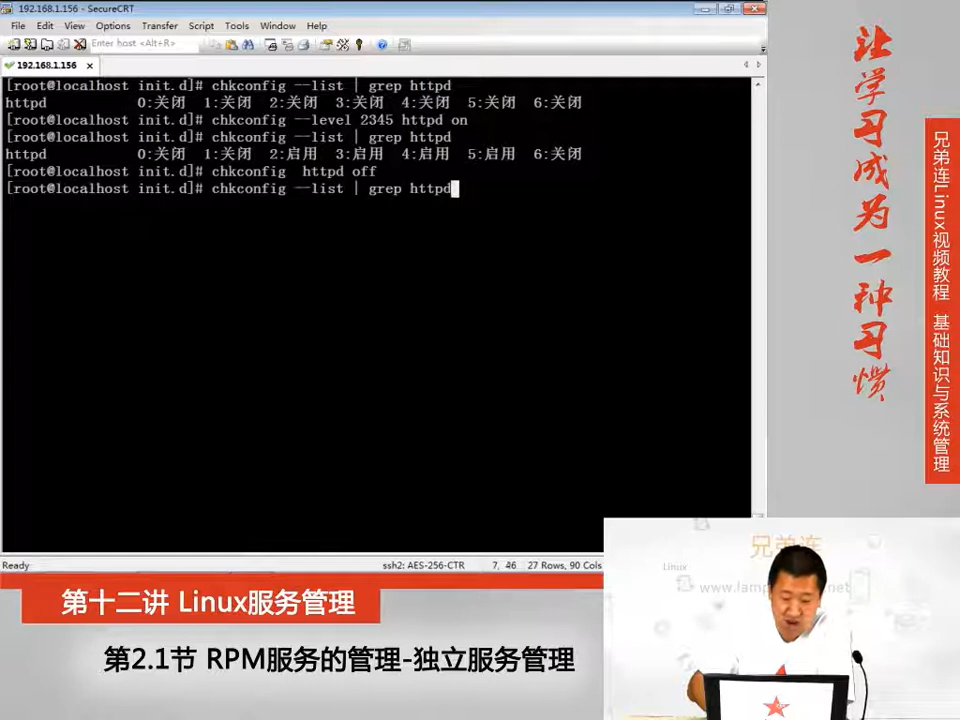 192.168.1.156 - SecureCRT
File Edit View Options Transfer Script Tools Window Help
Enter host <Alt+R>
192.168.1.156
[root@localhost init.d]# chkconfig --list | grep httpd
httpd 0:关闭 1:关闭 2:关闭 3:关闭 4:关闭 5:关闭 6:关闭
[root@localhost init.d]# chkconfig --level 2345 httpd on
[root@localhost init.d]# chkconfig --list | grep httpd
httpd 0:关闭 1:关闭 2:启用 3:启用 4:启用 5:启用 6:关闭
[root@localhost init.d]# chkconfig  httpd off
[root@localhost init.d]# chkconfig --list | grep httpd
Ready ssh2: AES-256-CTR 7, 46 27 Rows, 90 Cols
让学习成为一种习惯
兄弟连Linux视频教程 基础知识与系统管理
兄弟连
Linux
第十二讲 Linux服务管理
第2.1节 RPM服务的管理-独立服务管理